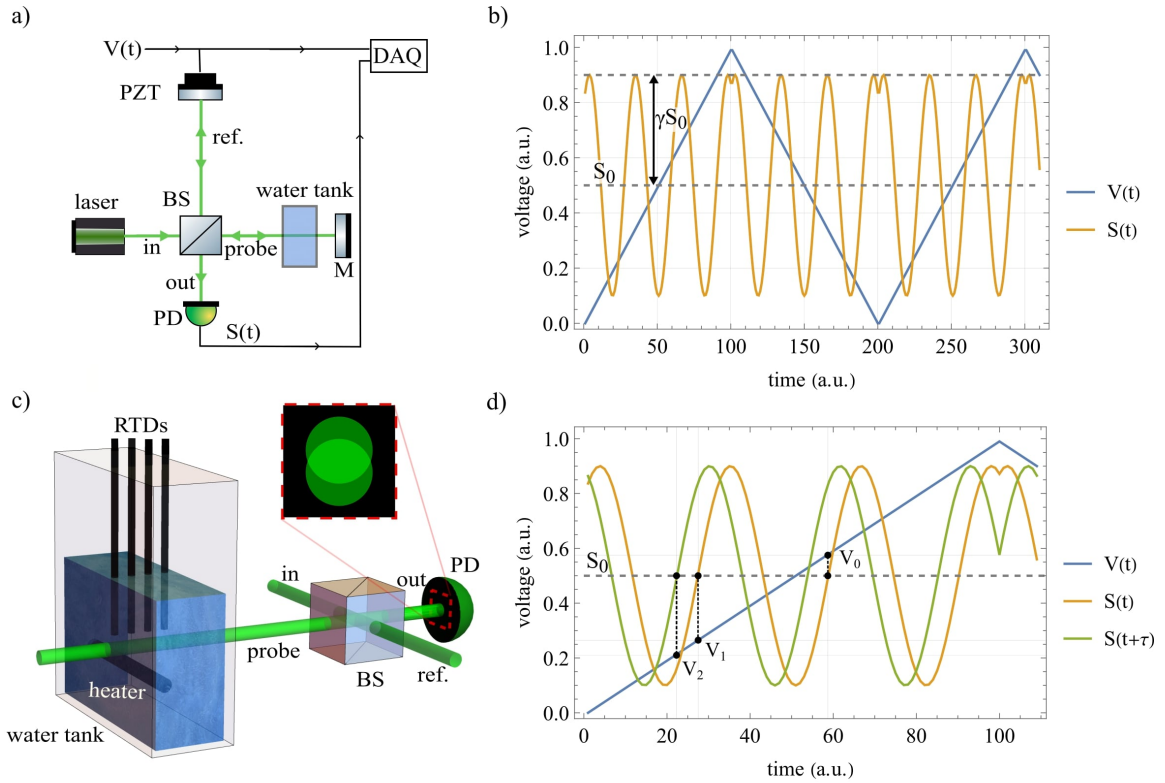 a)
V(t)
DAQ
PZT
ref.
BS
water tank
laser
in
probe
M
out
PD
S(t)
b)
1.0
0.8
0.6
0.4
0.2
0.0
voltage (a.u.)
γS₀
S₀
0 50 100 150 200 250 300
time (a.u.)
V(t)
S(t)
c)
RTDs
in
out
PD
probe
BS
ref.
heater
water tank
d)
1.0
0.8
0.6
0.4
0.2
0.0
voltage (a.u.)
S₀
V₀
V₁
V₂
0 20 40 60 80 100
time (a.u.)
V(t)
S(t)
S(t+τ)